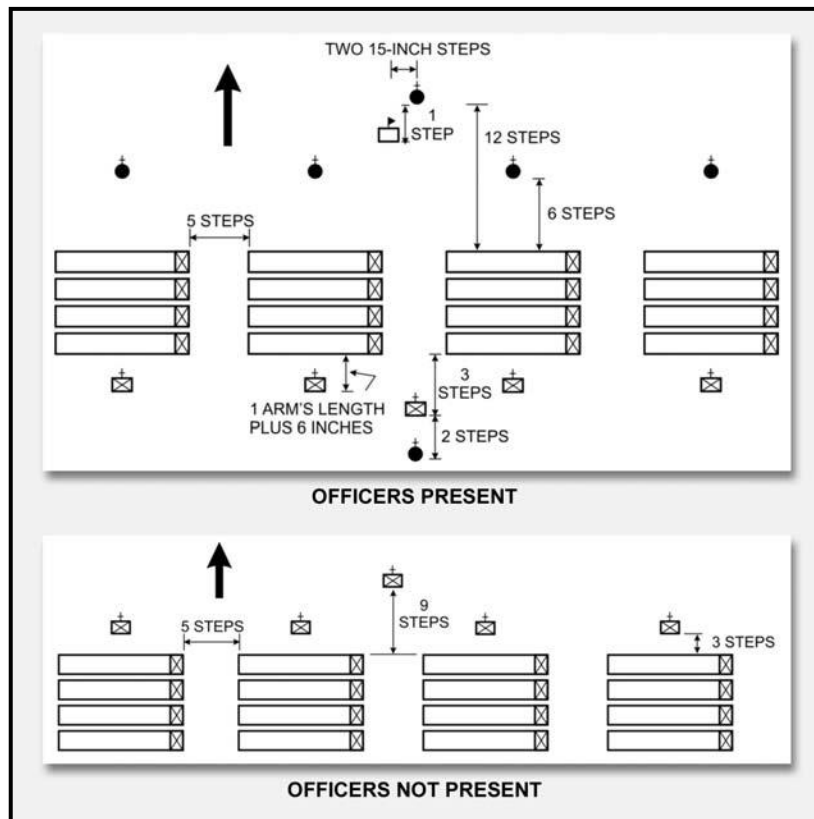 TWO 15-INCH STEPS
1
STEP
12 STEPS
6 STEPS
5 STEPS
3
STEPS
1 ARM'S LENGTH
PLUS 6 INCHES
2 STEPS
OFFICERS PRESENT
9
STEPS
5 STEPS
3 STEPS
OFFICERS NOT PRESENT